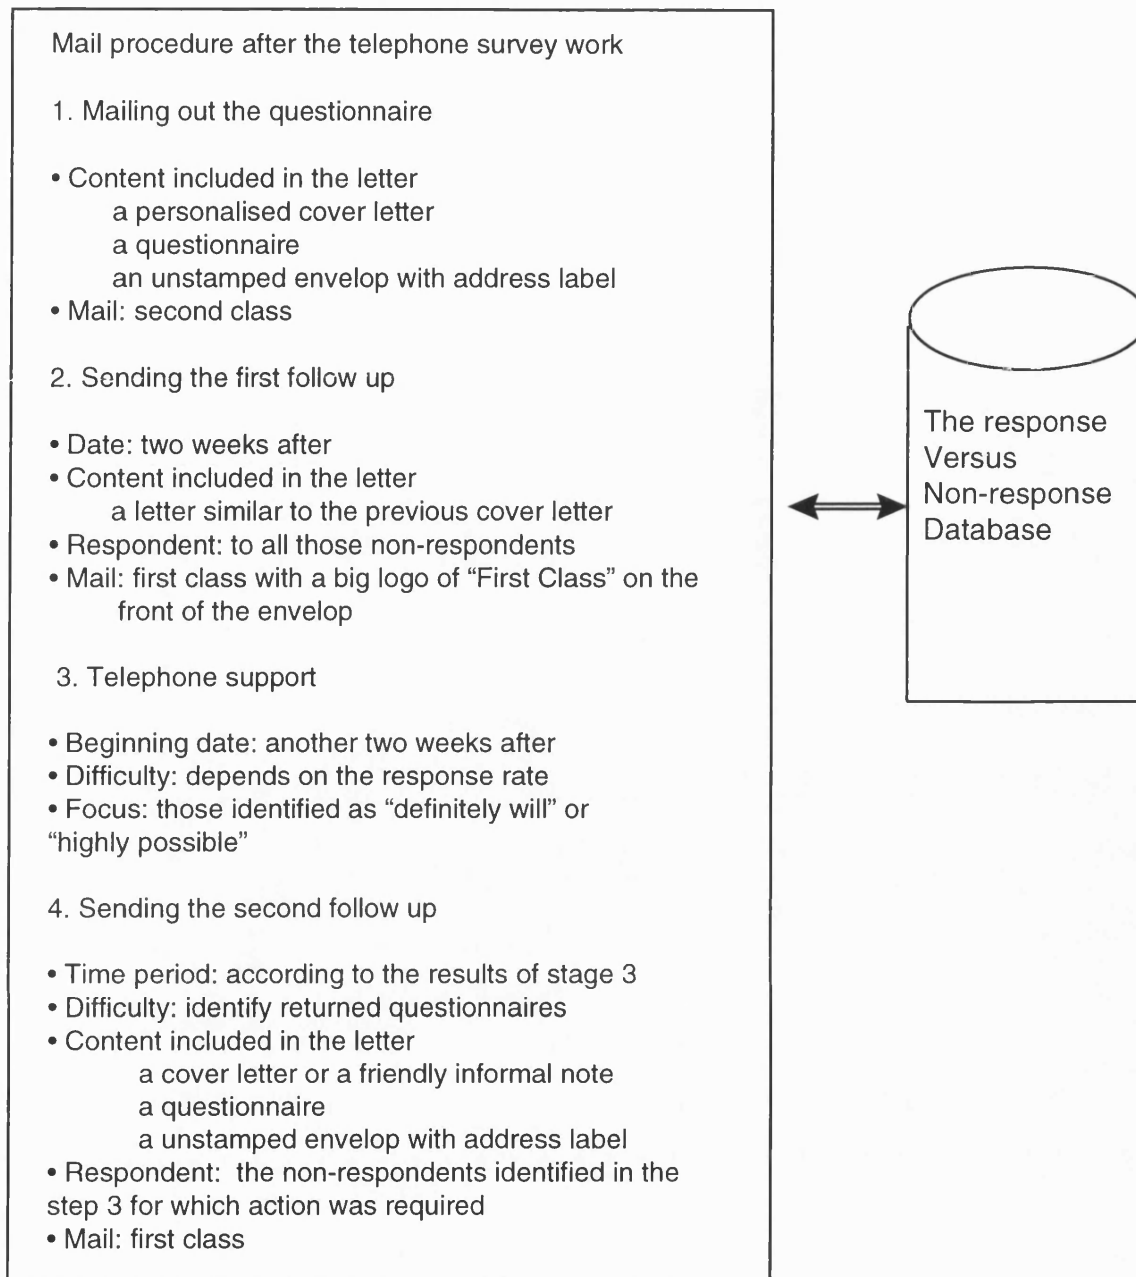 Mail procedure after the telephone survey work
1. Mailing out the questionnaire
• Content included in the letter
a personalised cover letter
a questionnaire
an unstamped envelop with address label
• Mail: second class
2. Sending the first follow up
• Date: two weeks after
• Content included in the letter
a letter similar to the previous cover letter
• Respondent: to all those non-respondents
• Mail: first class with a big logo of “First Class” on the
front of the envelop
3. Telephone support
• Beginning date: another two weeks after
• Difficulty: depends on the response rate
• Focus: those identified as “definitely will” or
“highly possible”
4. Sending the second follow up
• Time period: according to the results of stage 3
• Difficulty: identify returned questionnaires
• Content included in the letter
a cover letter or a friendly informal note
a questionnaire
a unstamped envelop with address label
• Respondent: the non-respondents identified in the
step 3 for which action was required
• Mail: first class
The response
Versus
Non-response
Database